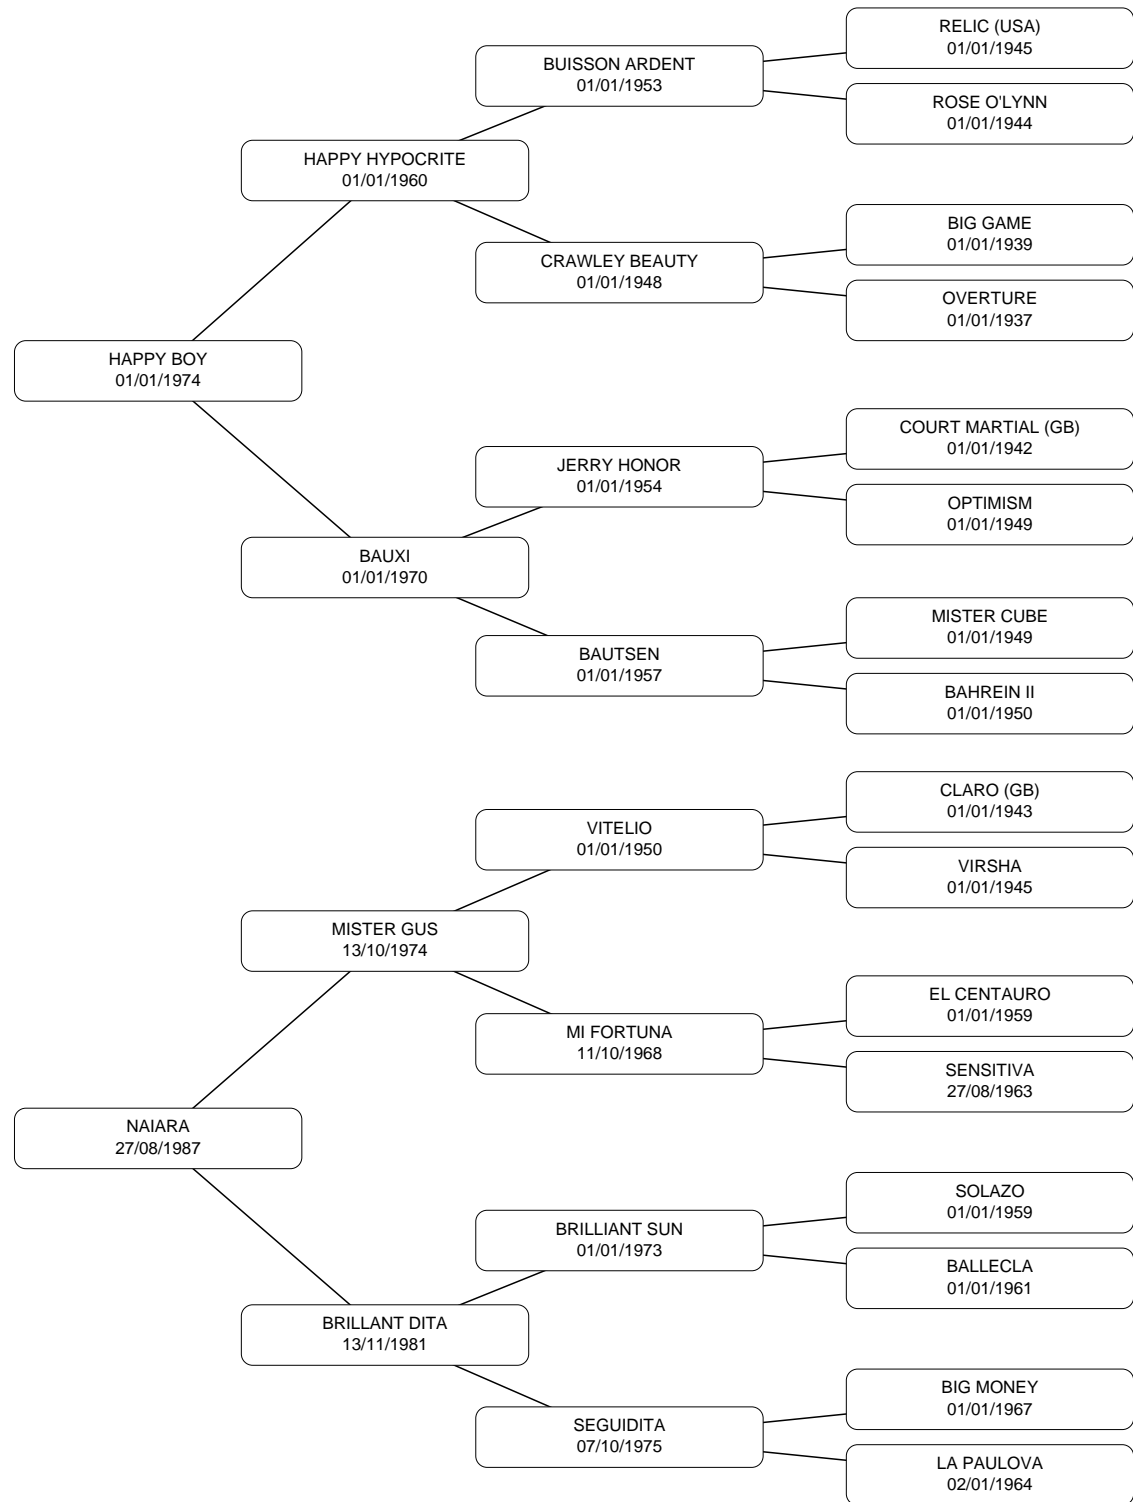 RELIC (USA)
01/01/1945
BUISSON ARDENT
01/01/1953
ROSE O'LYNN
01/01/1944
HAPPY HYPOCRITE
01/01/1960
BIG GAME
01/01/1939
CRAWLEY BEAUTY
01/01/1948
OVERTURE
01/01/1937
HAPPY BOY
01/01/1974
COURT MARTIAL (GB)
01/01/1942
JERRY HONOR
01/01/1954
OPTIMISM
01/01/1949
BAUXI
01/01/1970
MISTER CUBE
01/01/1949
BAUTSEN
01/01/1957
BAHREIN II
01/01/1950
CLARO (GB)
01/01/1943
VITELIO
01/01/1950
VIRSHA
01/01/1945
MISTER GUS
13/10/1974
EL CENTAURO
01/01/1959
MI FORTUNA
11/10/1968
SENSITIVA
27/08/1963
NAIARA
27/08/1987
SOLAZO
01/01/1959
BRILLIANT SUN
01/01/1973
BALLECLA
01/01/1961
BRILLANT DITA
13/11/1981
BIG MONEY
01/01/1967
SEGUIDITA
07/10/1975
LA PAULOVA
02/01/1964